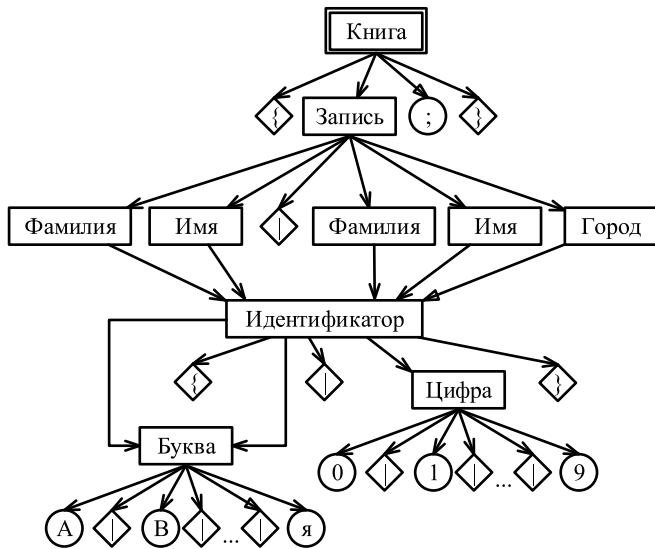 Книга
{ Запись ; }
Фамилия Имя | Фамилия Имя Город
Идентификатор
{ | Цифра }
Буква 0 | 1 | ... | 9
А | В | ... | я